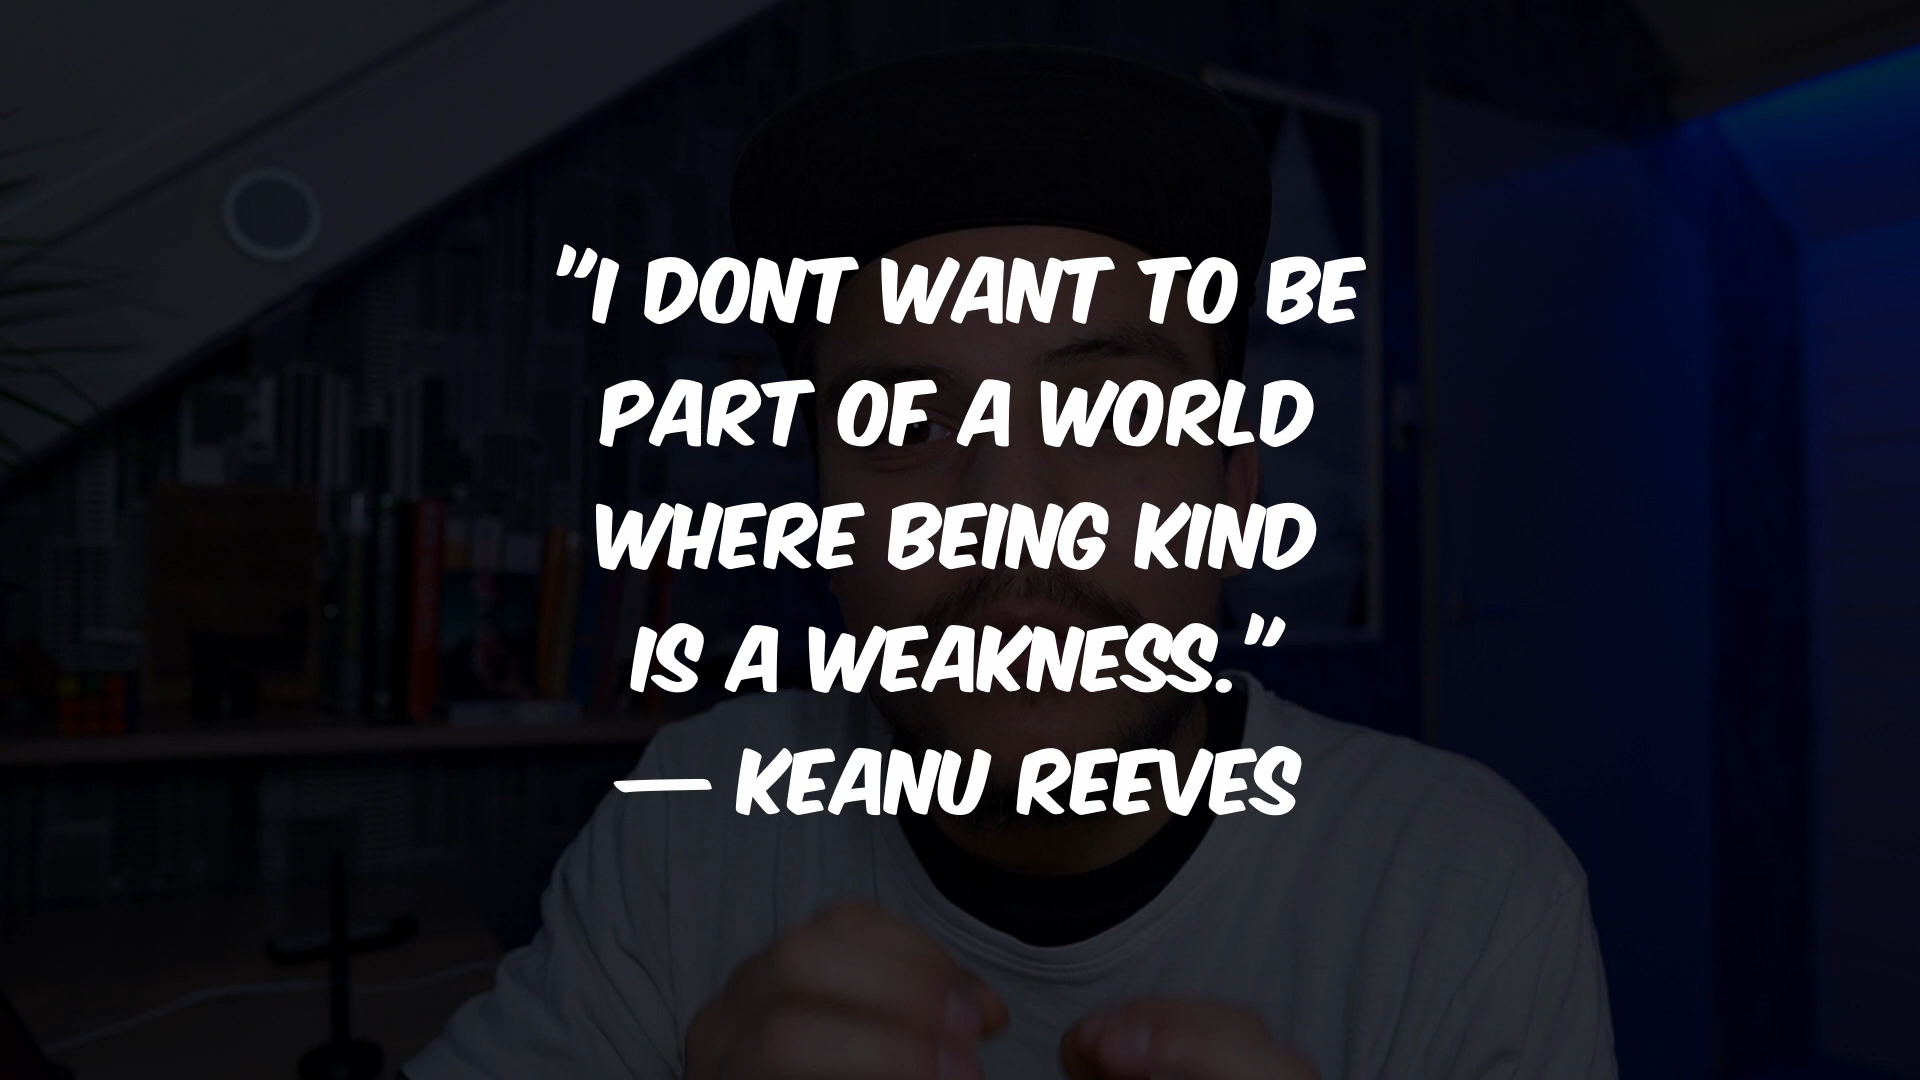 "I DONT WANT TO BE
PART OF A WORLD
WHERE BEING KIND
IS A WEAKNESS."
— KEANU REEVES